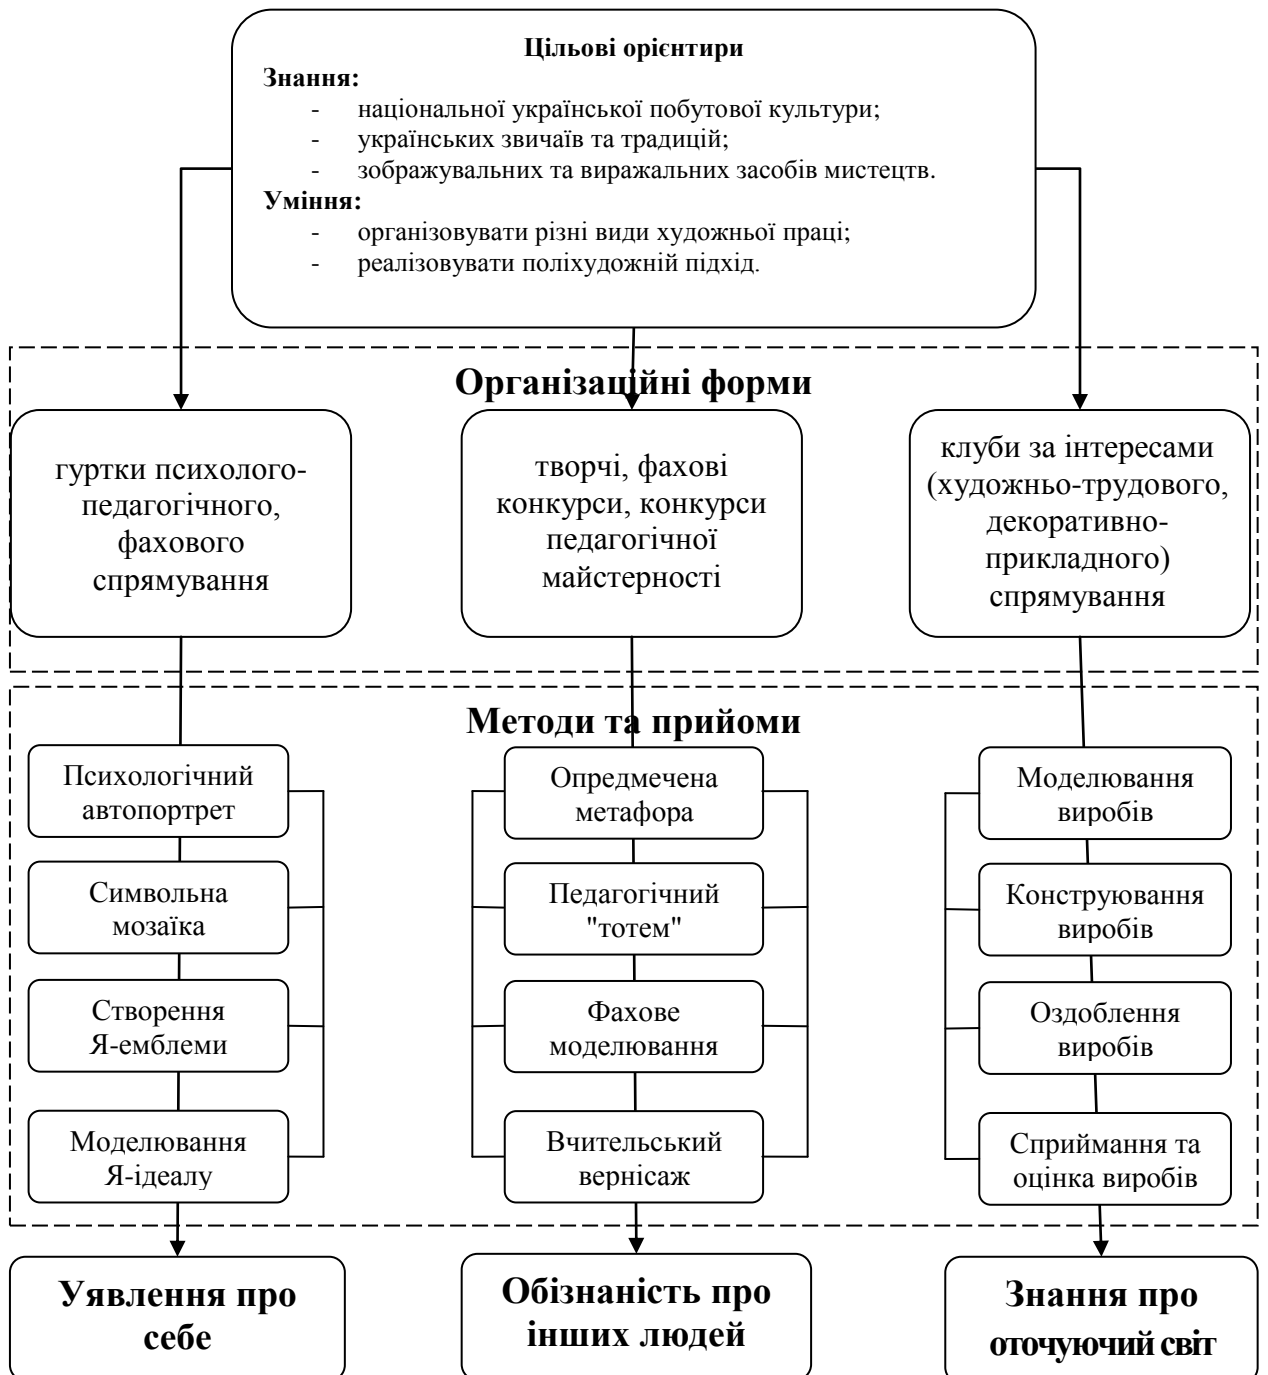 Цільові орієнтири
Знання:
- національної української побутової культури;
- українських звичаїв та традицій;
- зображувальних та виражальних засобів мистецтв.
Уміння:
- організовувати різні види художньої праці;
- реалізовувати поліхудожній підхід.
Організаційні форми
гуртки психолого-
педагогічного,
фахового
спрямування
творчі, фахові
конкурси, конкурси
педагогічної
майстерності
клуби за інтересами
(художньо-трудового,
декоративно-
прикладного)
спрямування
Методи та прийоми
Психологічний
автопортрет
Символьна
мозаїка
Створення
Я-емблеми
Моделювання
Я-ідеалу
Опредмечена
метафора
Педагогічний
"тотем"
Фахове
моделювання
Вчительський
вернісаж
Моделювання
виробів
Конструювання
виробів
Оздоблення
виробів
Сприймання та
оцінка виробів
Уявлення про
себе
Обізнаність про
інших людей
Знання про
оточуючий світ